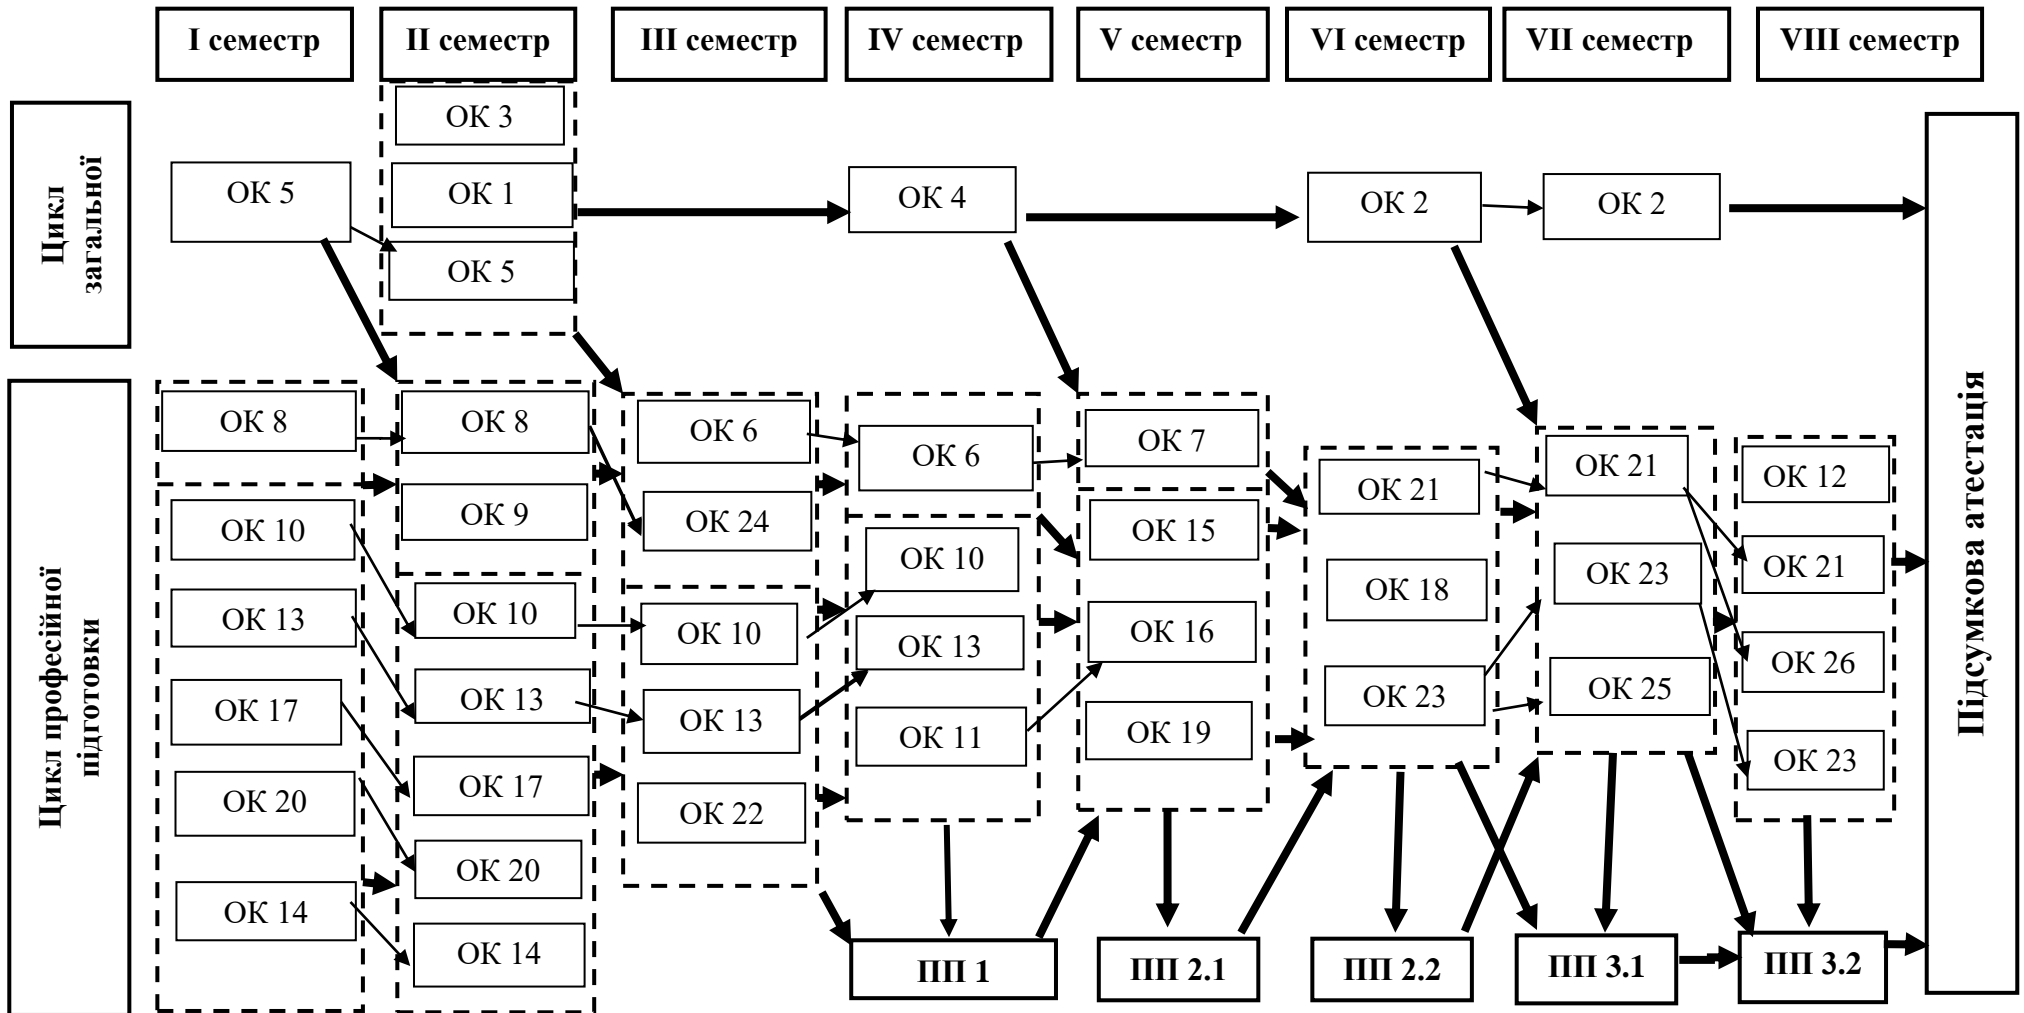 І семестр
ІІ семестр
ІІІ семестр
IV семестр
V семестр
VI семестр
VII семестр
VIII семестр
Цикл
загальної
ОК 5
ОК 3
ОК 1
ОК 5
ОК 4
ОК 2
ОК 2
Цикл професійної
підготовки
ОК 8
ОК 10
ОК 13
ОК 17
ОК 20
ОК 14
ОК 8
ОК 9
ОК 10
ОК 13
ОК 17
ОК 20
ОК 14
ОК 6
ОК 24
ОК 10
ОК 13
ОК 22
ОК 6
ОК 10
ОК 13
ОК 11
ОК 7
ОК 15
ОК 16
ОК 19
ОК 21
ОК 18
ОК 23
ОК 21
ОК 23
ОК 25
ОК 12
ОК 21
ОК 26
ОК 23
ПП 1
ПП 2.1
ПП 2.2
ПП 3.1
ПП 3.2
Підсумкова атестація